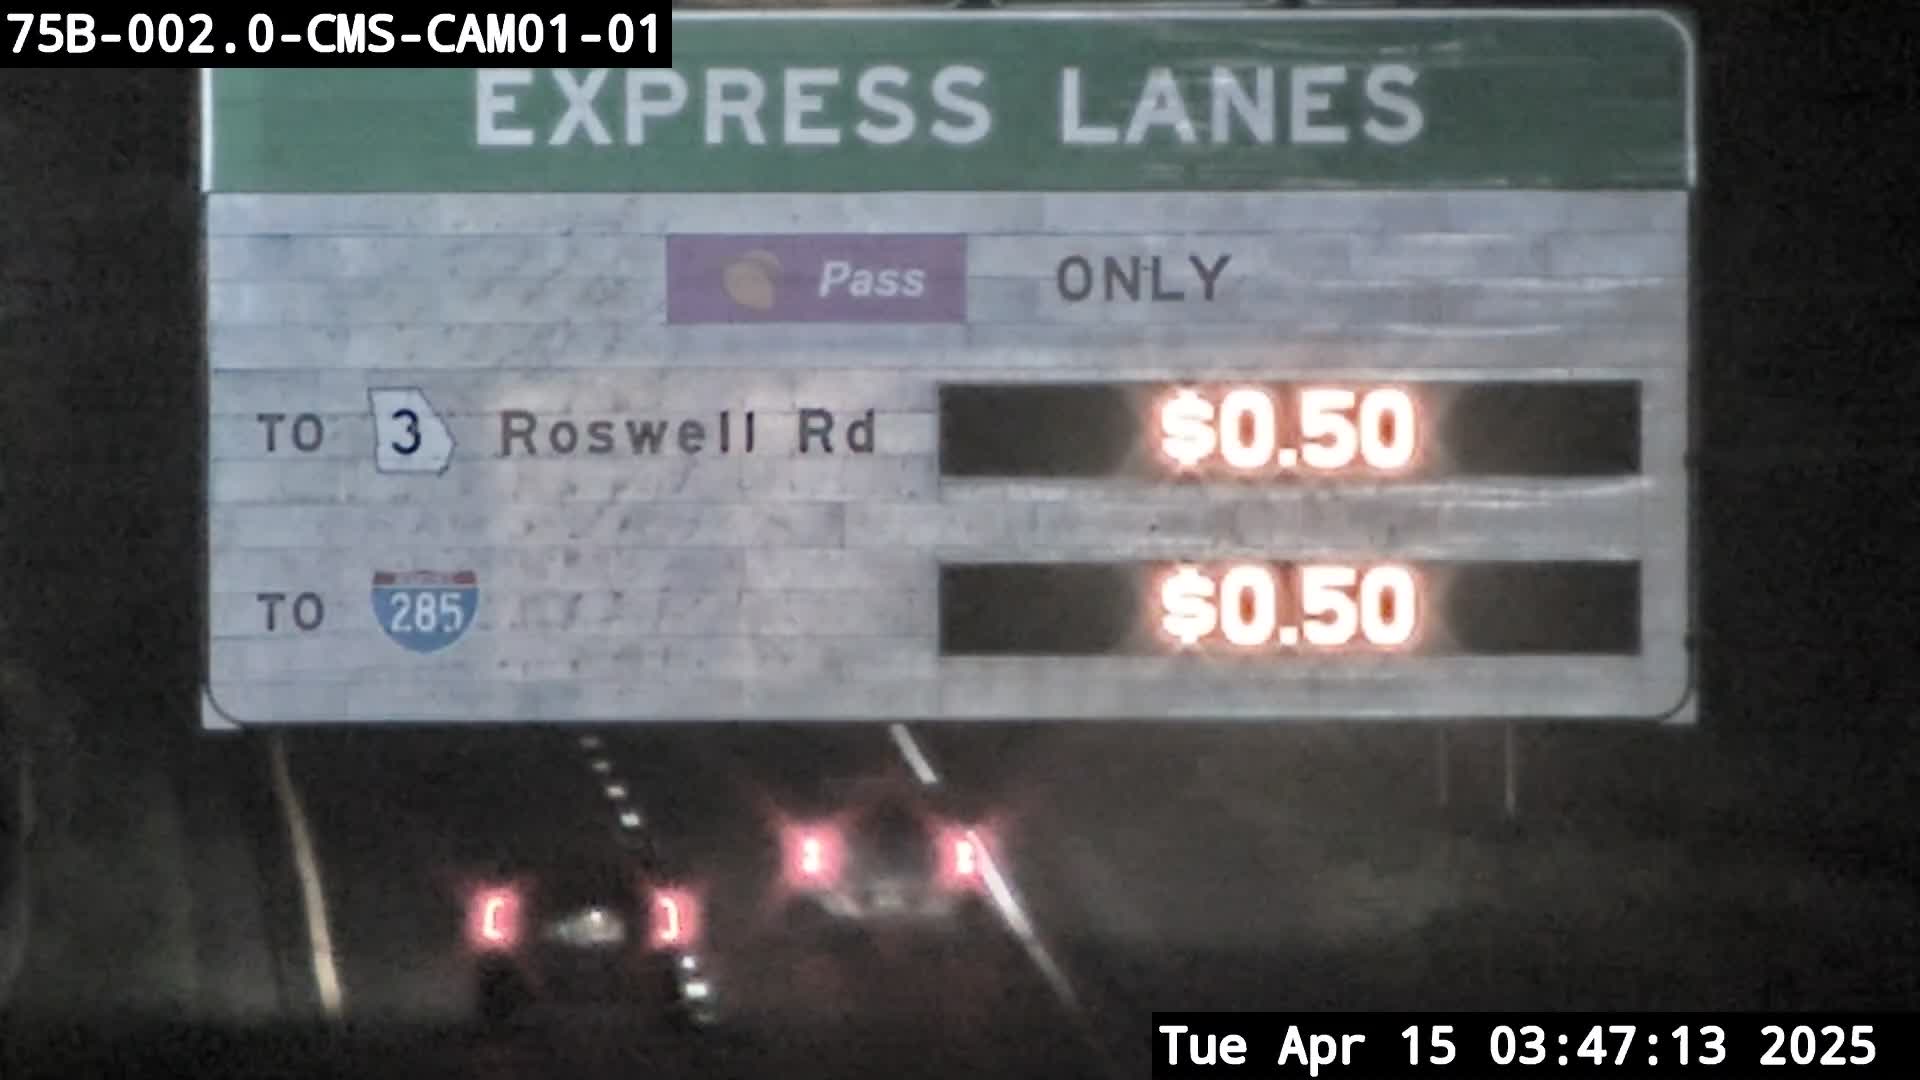 75B-002.0-CMS-CAM01-01
EXPRESS LANES
Pass ONLY
TO 3 Roswell Rd $0.50
TO 285 $0.50
Tue Apr 15 03:47:13 2025